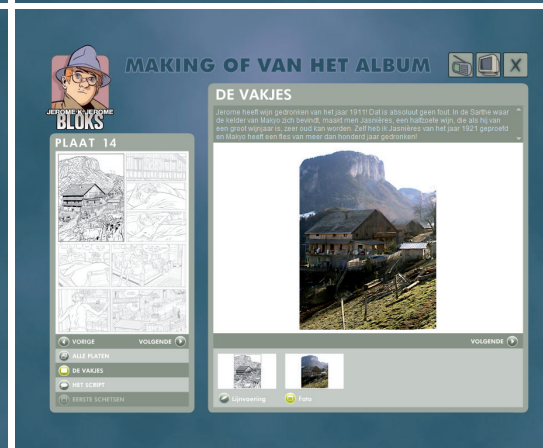 MAKING OF VAN HET ALBUM
X
JEROME K. JEROME
BLOKS
PLAAT 14
VORIGE
VOLGENDE
ALLE PLATEN
DE VAKJES
HET SCRIPT
EERSTE SCHETSEN
DE VAKJES
Jerome heeft wijn gedronken van het jaar 1911! Dat is absoluut geen fout. In de Sarthe waar
de kelder van Makyo zich bevindt, maakt men Jasnières, een halfzoete wijn, die als hij van
een groot wijnjaar is, zeer oud kan worden. Zelf heb ik Jasnières van het jaar 1921 geproefd
en Makyo heeft een fles van meer dan honderd jaar gedronken!
VOLGENDE
Lijnvoering
Foto